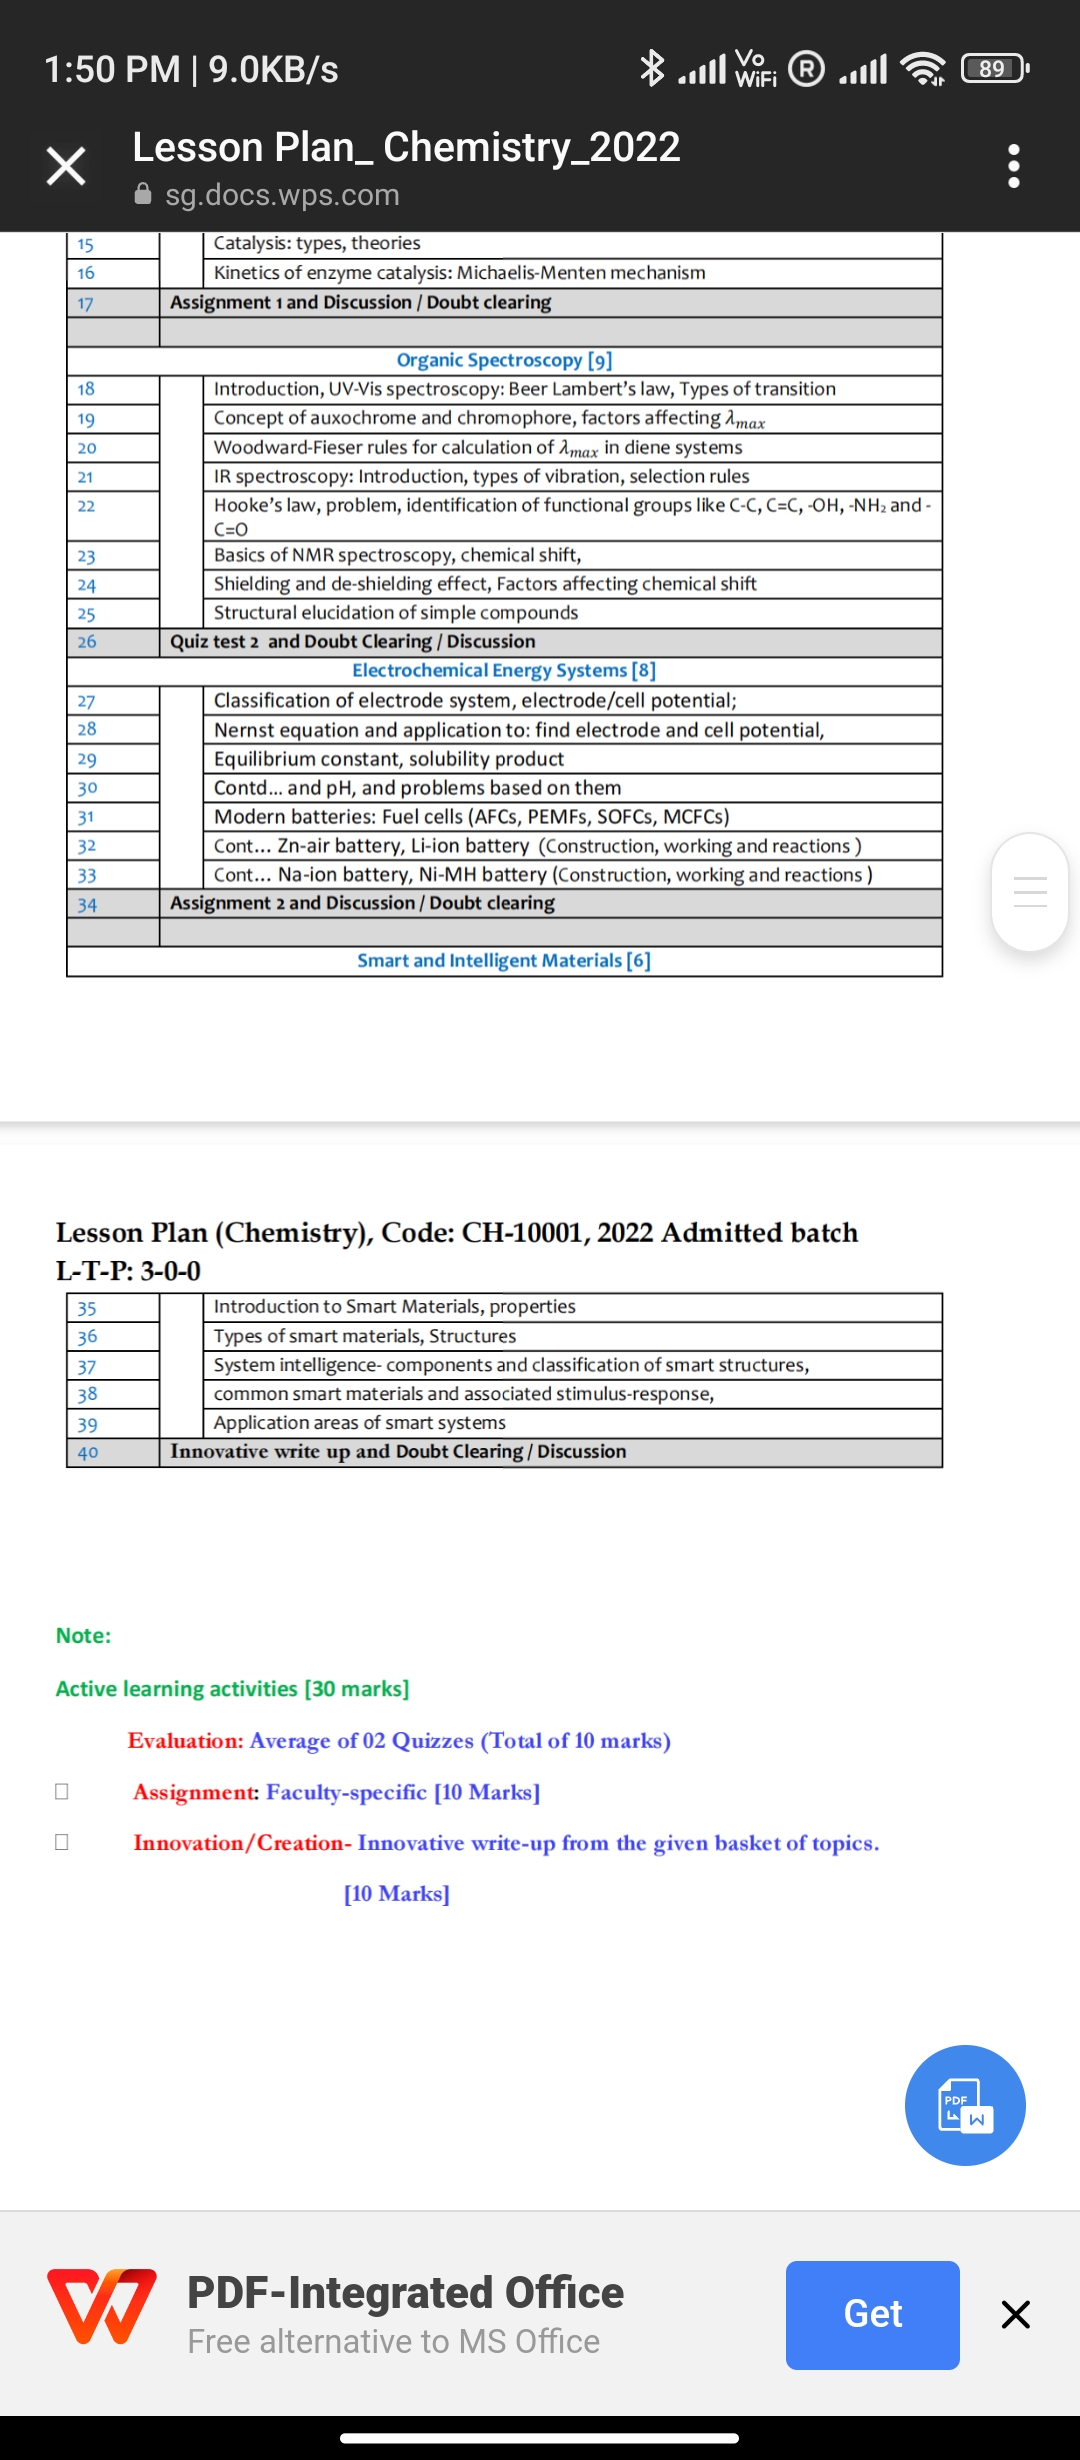 1:50 PM | 9.0KB/s
Vo WiFi R 89
Lesson Plan_ Chemistry_2022
sg.docs.wps.com
15 Catalysis: types, theories
16 Kinetics of enzyme catalysis: Michaelis-Menten mechanism
17 Assignment 1 and Discussion / Doubt clearing
Organic Spectroscopy [9]
18 Introduction, UV-Vis spectroscopy: Beer Lambert's law, Types of transition
19 Concept of auxochrome and chromophore, factors affecting λmax
20 Woodward-Fieser rules for calculation of λmax in diene systems
21 IR spectroscopy: Introduction, types of vibration, selection rules
22 Hooke's law, problem, identification of functional groups like C-C, C=C, -OH, -NH₂ and -
C=O
23 Basics of NMR spectroscopy, chemical shift,
24 Shielding and de-shielding effect, Factors affecting chemical shift
25 Structural elucidation of simple compounds
26 Quiz test 2 and Doubt Clearing / Discussion
Electrochemical Energy Systems [8]
27 Classification of electrode system, electrode/cell potential;
28 Nernst equation and application to: find electrode and cell potential,
29 Equilibrium constant, solubility product
30 Contd... and pH, and problems based on them
31 Modern batteries: Fuel cells (AFCs, PEMFs, SOFCs, MCFCs)
32 Cont... Zn-air battery, Li-ion battery (Construction, working and reactions )
33 Cont... Na-ion battery, Ni-MH battery (Construction, working and reactions )
34 Assignment 2 and Discussion / Doubt clearing
Smart and Intelligent Materials [6]
Lesson Plan (Chemistry), Code: CH-10001, 2022 Admitted batch
L-T-P: 3-0-0
35 Introduction to Smart Materials, properties
36 Types of smart materials, Structures
37 System intelligence- components and classification of smart structures,
38 common smart materials and associated stimulus-response,
39 Application areas of smart systems
40 Innovative write up and Doubt Clearing / Discussion
Note:
Active learning activities [30 marks]
Evaluation: Average of 02 Quizzes (Total of 10 marks)
Assignment: Faculty-specific [10 Marks]
Innovation/Creation- Innovative write-up from the given basket of topics.
[10 Marks]
PDF
W
PDF-Integrated Office
Free alternative to MS Office
Get